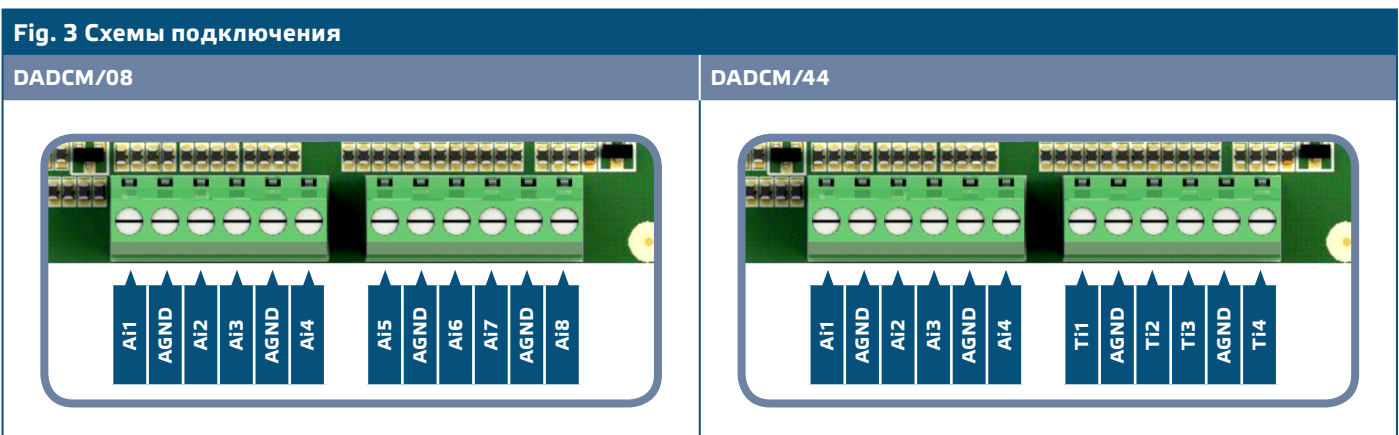 Fig. 3 Схемы подключения
DADCM/08
DADCM/44
Ai1 AGND Ai2 Ai3 AGND Ai4 Ai5 AGND Ai6 Ai7 AGND Ai8
Ai1 AGND Ai2 Ai3 AGND Ai4 Ti1 AGND Ti2 Ti3 AGND Ti4